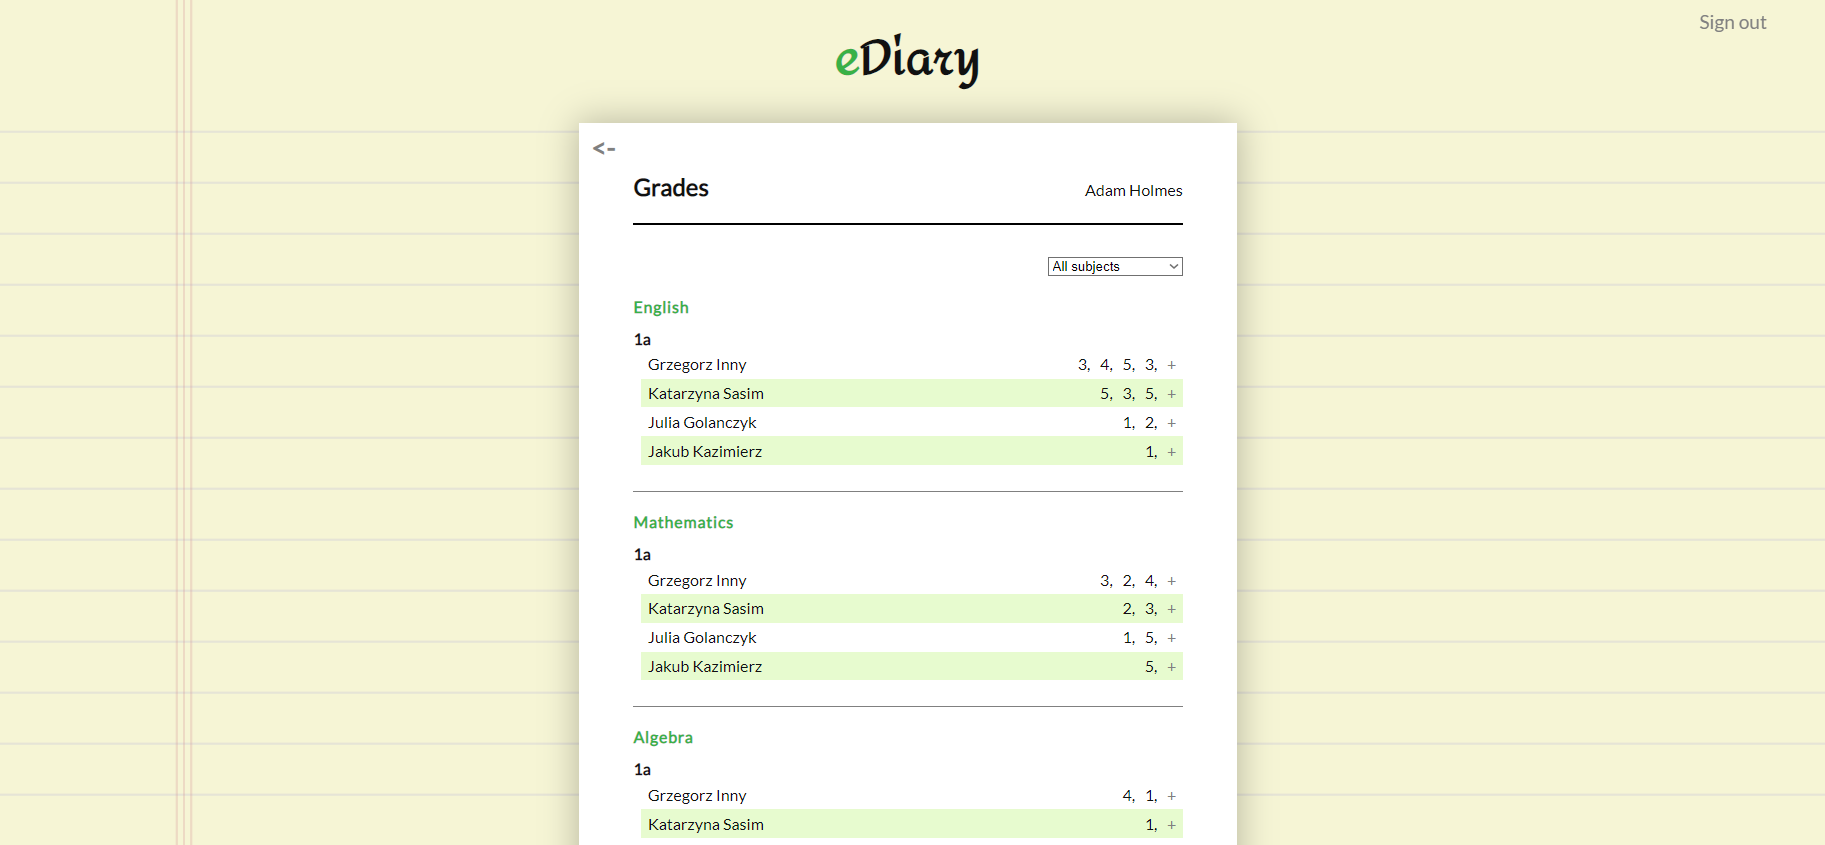 Sign out
eDiary
<-
Grades Adam Holmes
All subjects
English
1a
Grzegorz Inny 3, 4, 5, 3, +
Katarzyna Sasim 5, 3, 5, +
Julia Golanczyk 1, 2, +
Jakub Kazimierz 1, +
Mathematics
1a
Grzegorz Inny 3, 2, 4, +
Katarzyna Sasim 2, 3, +
Julia Golanczyk 1, 5, +
Jakub Kazimierz 5, +
Algebra
1a
Grzegorz Inny 4, 1, +
Katarzyna Sasim 1, +